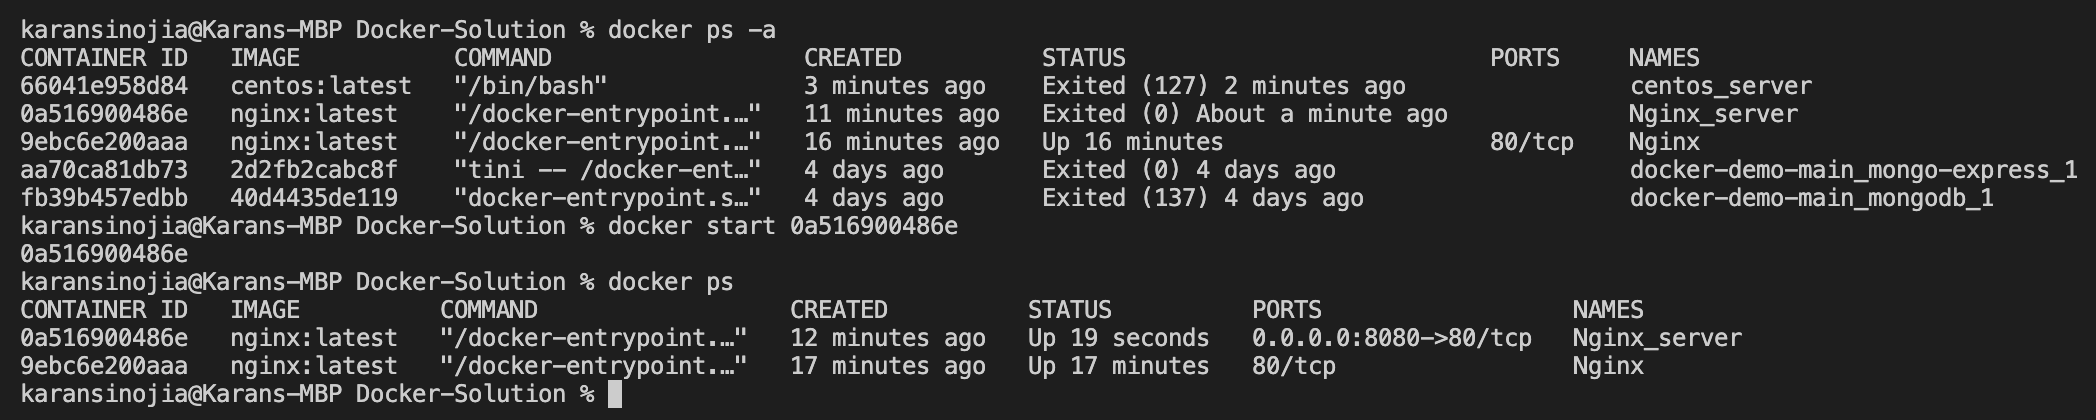 karansinojia@Karans-MBP Docker-Solution % docker ps -a
CONTAINER ID   IMAGE          COMMAND                  CREATED          STATUS                          PORTS     NAMES
66041e958d84   centos:latest   "/bin/bash"              3 minutes ago    Exited (127) 2 minutes ago                centos_server
0a516900486e   nginx:latest    "/docker-entrypoint.…"   11 minutes ago   Exited (0) About a minute ago             Nginx_server
9ebc6e200aaa   nginx:latest    "/docker-entrypoint.…"   16 minutes ago   Up 16 minutes                   80/tcp    Nginx
aa70ca81db73   2d2fb2cabc8f    "tini -- /docker-ent…"   4 days ago       Exited (0) 4 days ago                     docker-demo-main_mongo-express_1
fb39b457edbb   40d4435de119    "docker-entrypoint.s…"   4 days ago       Exited (137) 4 days ago                   docker-demo-main_mongodb_1
karansinojia@Karans-MBP Docker-Solution % docker start 0a516900486e
0a516900486e
karansinojia@Karans-MBP Docker-Solution % docker ps
CONTAINER ID   IMAGE          COMMAND                  CREATED          STATUS          PORTS                  NAMES
0a516900486e   nginx:latest   "/docker-entrypoint.…"   12 minutes ago   Up 19 seconds   0.0.0.0:8080->80/tcp   Nginx_server
9ebc6e200aaa   nginx:latest   "/docker-entrypoint.…"   17 minutes ago   Up 17 minutes   80/tcp                 Nginx
karansinojia@Karans-MBP Docker-Solution %